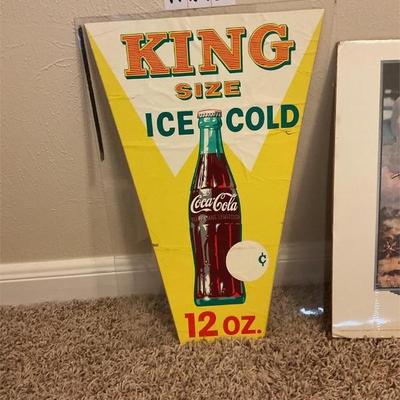 KING
SIZE
ICE COLD
Coca-Cola
¢
12 OZ.